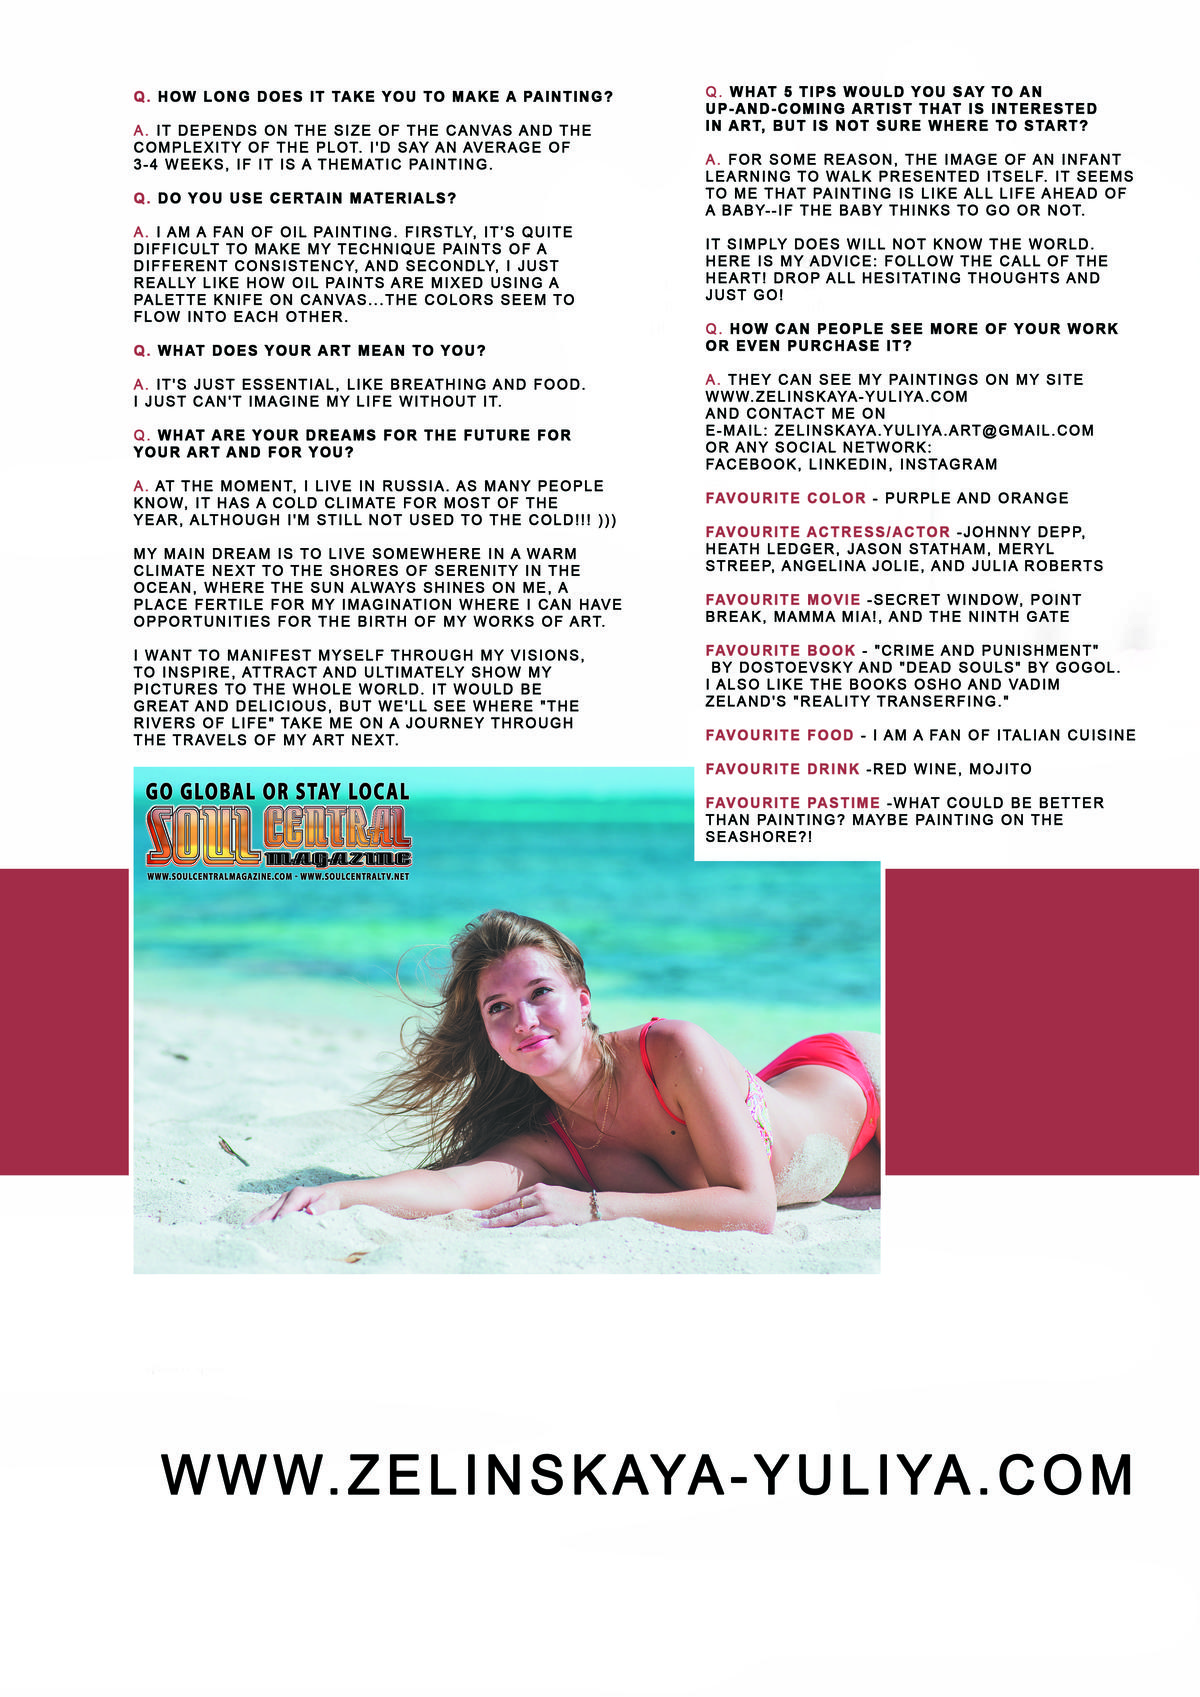 Q. HOW LONG DOES IT TAKE YOU TO MAKE A PAINTING?
A. IT DEPENDS ON THE SIZE OF THE CANVAS AND THE
COMPLEXITY OF THE PLOT. I'D SAY AN AVERAGE OF
3-4 WEEKS, IF IT IS A THEMATIC PAINTING.
Q. DO YOU USE CERTAIN MATERIALS?
A. I AM A FAN OF OIL PAINTING. FIRSTLY, IT'S QUITE
DIFFICULT TO MAKE MY TECHNIQUE PAINTS OF A
DIFFERENT CONSISTENCY, AND SECONDLY, I JUST
REALLY LIKE HOW OIL PAINTS ARE MIXED USING A
PALETTE KNIFE ON CANVAS...THE COLORS SEEM TO
FLOW INTO EACH OTHER.
Q. WHAT DOES YOUR ART MEAN TO YOU?
A. IT'S JUST ESSENTIAL, LIKE BREATHING AND FOOD.
I JUST CAN'T IMAGINE MY LIFE WITHOUT IT.
Q. WHAT ARE YOUR DREAMS FOR THE FUTURE FOR
YOUR ART AND FOR YOU?
A. AT THE MOMENT, I LIVE IN RUSSIA. AS MANY PEOPLE
KNOW, IT HAS A COLD CLIMATE FOR MOST OF THE
YEAR, ALTHOUGH I'M STILL NOT USED TO THE COLD!!! )))
MY MAIN DREAM IS TO LIVE SOMEWHERE IN A WARM
CLIMATE NEXT TO THE SHORES OF SERENITY IN THE
OCEAN, WHERE THE SUN ALWAYS SHINES ON ME, A
PLACE FERTILE FOR MY IMAGINATION WHERE I CAN HAVE
OPPORTUNITIES FOR THE BIRTH OF MY WORKS OF ART.
I WANT TO MANIFEST MYSELF THROUGH MY VISIONS,
TO INSPIRE, ATTRACT AND ULTIMATELY SHOW MY
PICTURES TO THE WHOLE WORLD. IT WOULD BE
GREAT AND DELICIOUS, BUT WE'LL SEE WHERE "THE
RIVERS OF LIFE" TAKE ME ON A JOURNEY THROUGH
THE TRAVELS OF MY ART NEXT.
Q. WHAT 5 TIPS WOULD YOU SAY TO AN
UP-AND-COMING ARTIST THAT IS INTERESTED
IN ART, BUT IS NOT SURE WHERE TO START?
A. FOR SOME REASON, THE IMAGE OF AN INFANT
LEARNING TO WALK PRESENTED ITSELF. IT SEEMS
TO ME THAT PAINTING IS LIKE ALL LIFE AHEAD OF
A BABY--IF THE BABY THINKS TO GO OR NOT.
IT SIMPLY DOES WILL NOT KNOW THE WORLD.
HERE IS MY ADVICE: FOLLOW THE CALL OF THE
HEART! DROP ALL HESITATING THOUGHTS AND
JUST GO!
Q. HOW CAN PEOPLE SEE MORE OF YOUR WORK
OR EVEN PURCHASE IT?
A. THEY CAN SEE MY PAINTINGS ON MY SITE
WWW.ZELINSKAYA-YULIYA.COM
AND CONTACT ME ON
E-MAIL: ZELINSKAYA.YULIYA.ART@GMAIL.COM
OR ANY SOCIAL NETWORK:
FACEBOOK, LINKEDIN, INSTAGRAM
FAVOURITE COLOR - PURPLE AND ORANGE
FAVOURITE ACTRESS/ACTOR -JOHNNY DEPP,
HEATH LEDGER, JASON STATHAM, MERYL
STREEP, ANGELINA JOLIE, AND JULIA ROBERTS
FAVOURITE MOVIE -SECRET WINDOW, POINT
BREAK, MAMMA MIA!, AND THE NINTH GATE
FAVOURITE BOOK - "CRIME AND PUNISHMENT"
BY DOSTOEVSKY AND "DEAD SOULS" BY GOGOL.
I ALSO LIKE THE BOOKS OSHO AND VADIM
ZELAND'S "REALITY TRANSERFING."
FAVOURITE FOOD - I AM A FAN OF ITALIAN CUISINE
FAVOURITE DRINK -RED WINE, MOJITO
FAVOURITE PASTIME -WHAT COULD BE BETTER
THAN PAINTING? MAYBE PAINTING ON THE
SEASHORE?!
GO GLOBAL OR STAY LOCAL
SOUL CENTRAL
MAGAZINE
WWW.SOULCENTRALMAGAZINE.COM - WWW.SOULCENTRALTV.NET
WWW.ZELINSKAYA-YULIYA.COM